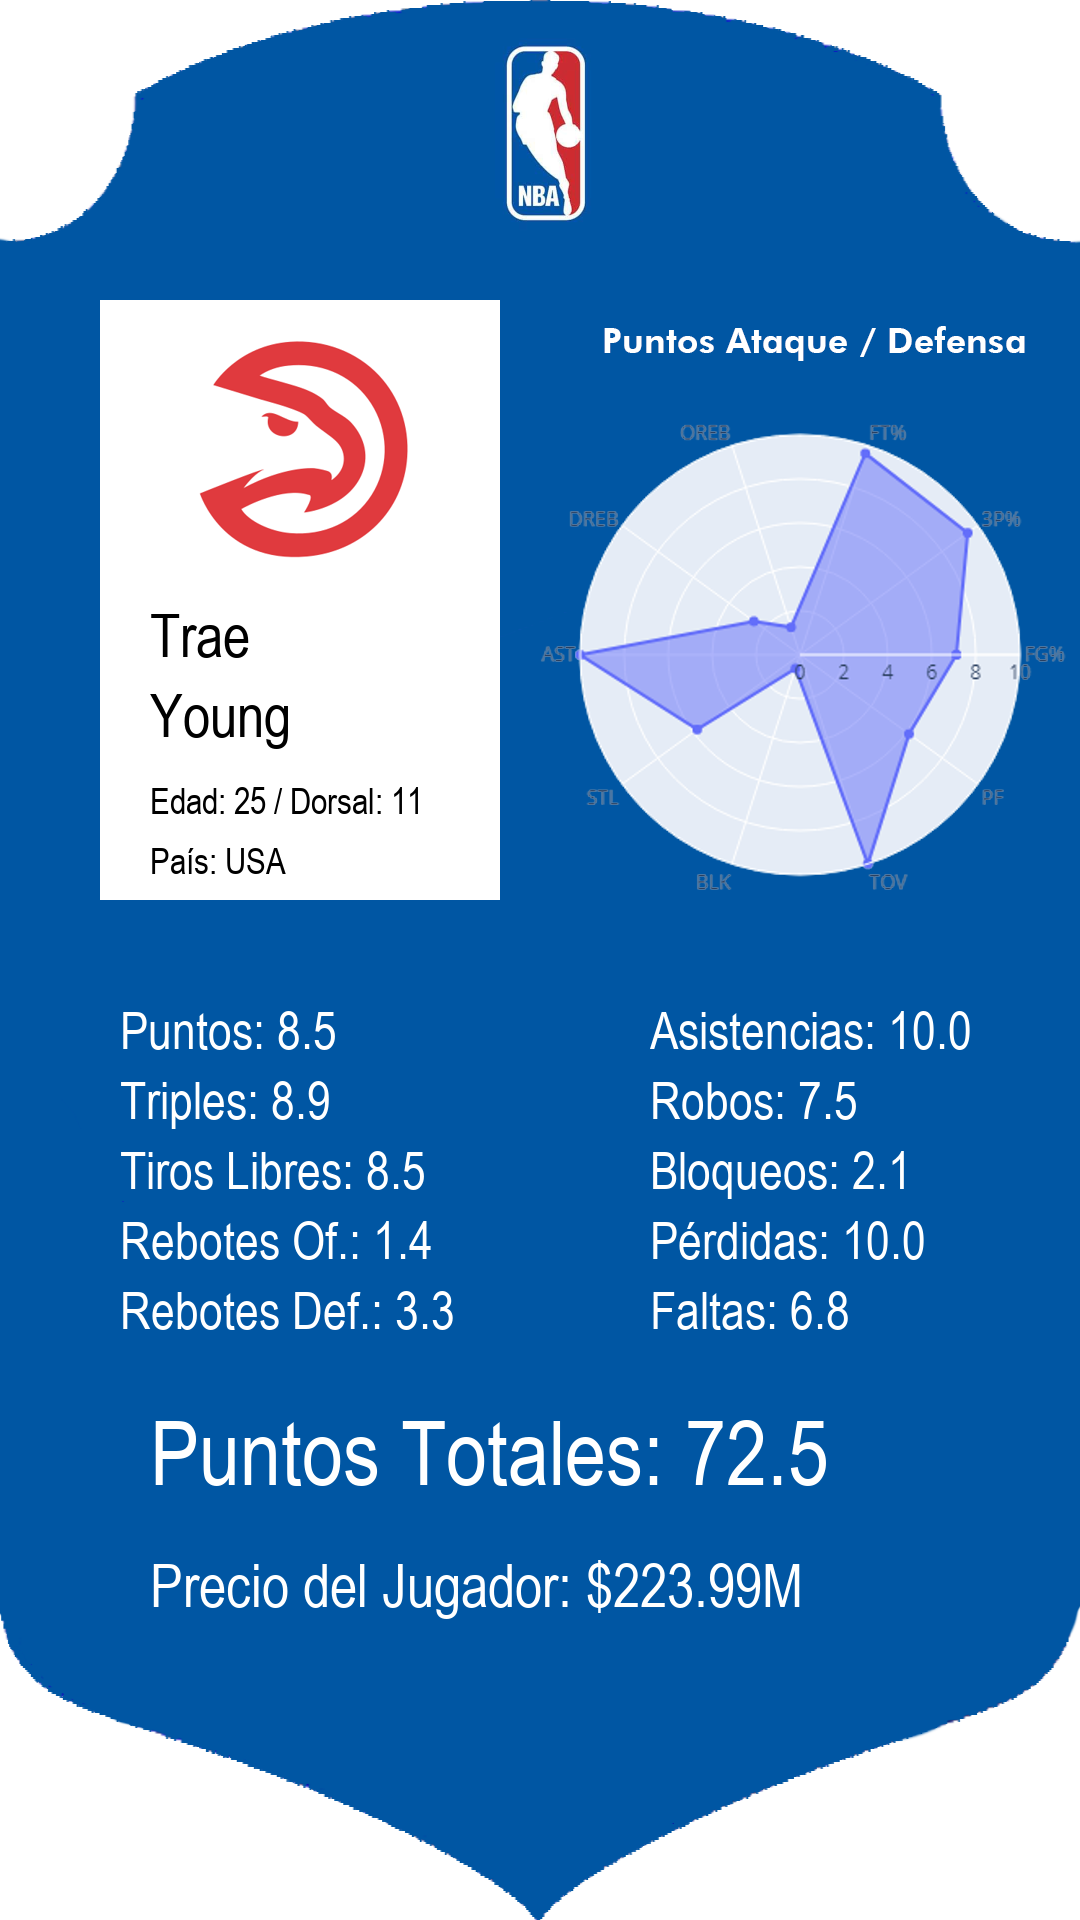 NBA
Puntos Ataque / Defensa
Trae
Young
Edad: 25 / Dorsal: 11
País: USA
OREB
FT%
DREB
3P%
AST
FG%
0 2 4 6 8 10
STL
PF
BLK
TOV
Puntos: 8.5
Triples: 8.9
Tiros Libres: 8.5
Rebotes Of.: 1.4
Rebotes Def.: 3.3
Asistencias: 10.0
Robos: 7.5
Bloqueos: 2.1
Pérdidas: 10.0
Faltas: 6.8
Puntos Totales: 72.5
Precio del Jugador: $223.99M